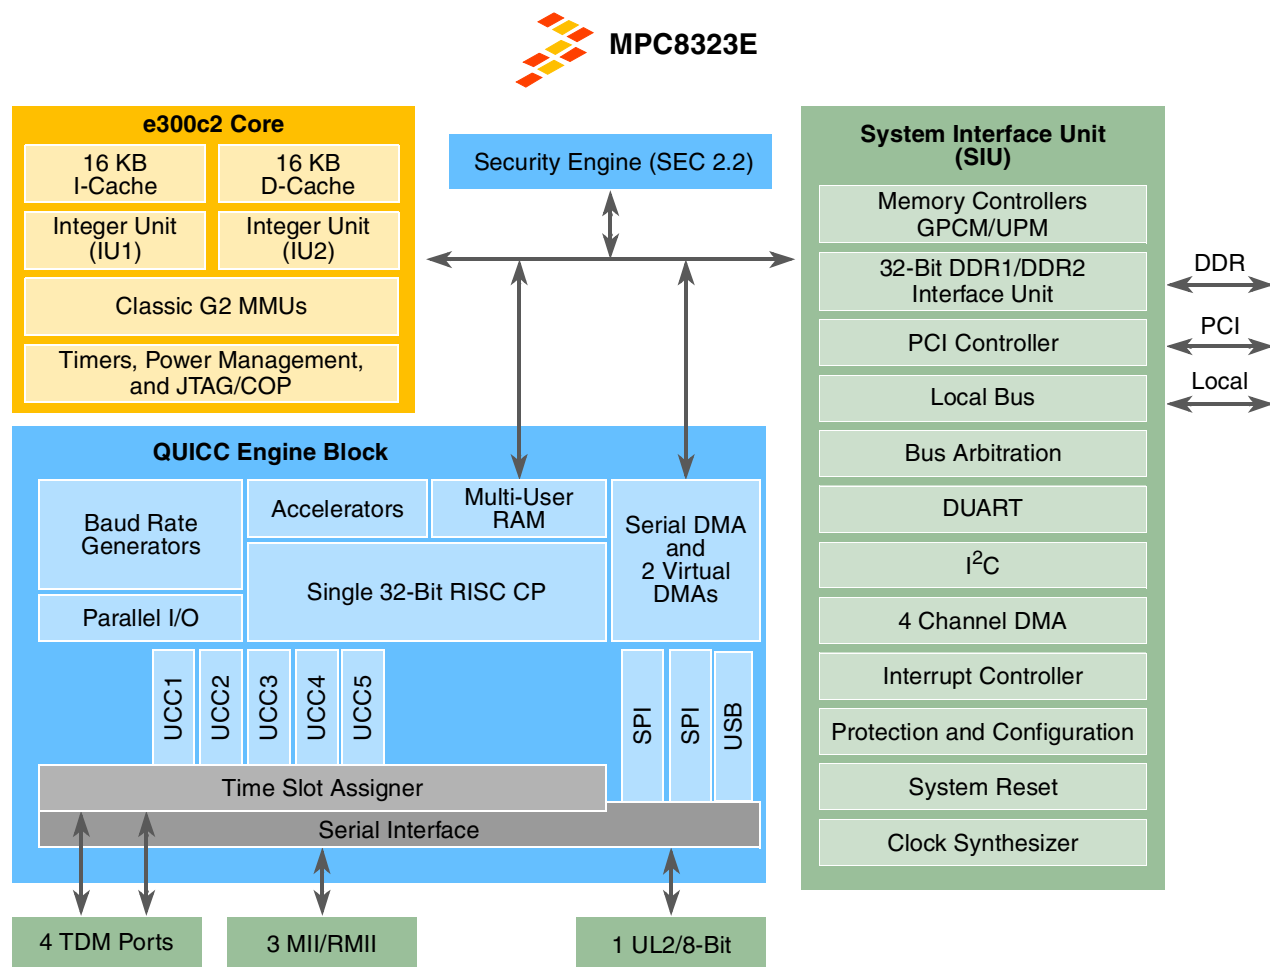 MPC8323E
e300c2 Core
16 KB
I-Cache
16 KB
D-Cache
Integer Unit
(IU1)
Integer Unit
(IU2)
Classic G2 MMUs
Timers, Power Management,
and JTAG/COP
Security Engine (SEC 2.2)
System Interface Unit
(SIU)
Memory Controllers
GPCM/UPM
32-Bit DDR1/DDR2
Interface Unit
PCI Controller
Local Bus
Bus Arbitration
DUART
I²C
4 Channel DMA
Interrupt Controller
Protection and Configuration
System Reset
Clock Synthesizer
DDR
PCI
Local
QUICC Engine Block
Baud Rate
Generators
Parallel I/O
Accelerators
Multi-User
RAM
Single 32-Bit RISC CP
Serial DMA
and
2 Virtual
DMAs
UCC1
UCC2
UCC3
UCC4
UCC5
SPI
SPI
USB
Time Slot Assigner
Serial Interface
4 TDM Ports
3 MII/RMII
1 UL2/8-Bit